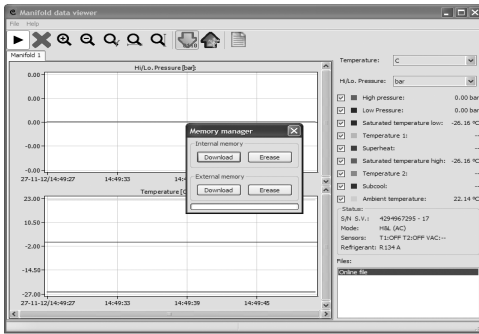 Manifold data viewer
File Help
Manifold 1
Hi/Lo. Pressure [bar]:
0.00
0.00
0.00
-0.00
-0.00
27-11-12/14:49:27 14:49:33 14:49:
Temperature [C
23.00
10.50
-2.00
-14.50
-27.00
27-11-12/14:49:27 14:49:33 14:49:39 14:49:45
Memory manager
Internal memory
Download Erease
External memory
Download Erease
Temperature: C
Hi/Lo. Pressure: bar
High pressure: 0.00 bar
Low Pressure: 0.00 bar
Saturated temperature low: -26.16 ºC
Temperature 1: --
Superheat: --
Saturated temperature high: -26.16 ºC
Temperature 2: --
Subcool: --
Ambient temperature: 22.14 ºC
Status:
S/N S.V.: 4294967295 - 17
Mode: H&L (AC)
Sensors: T1:OFF T2:OFF VAC:--
Refrigerant: R134 A
Files:
Online file